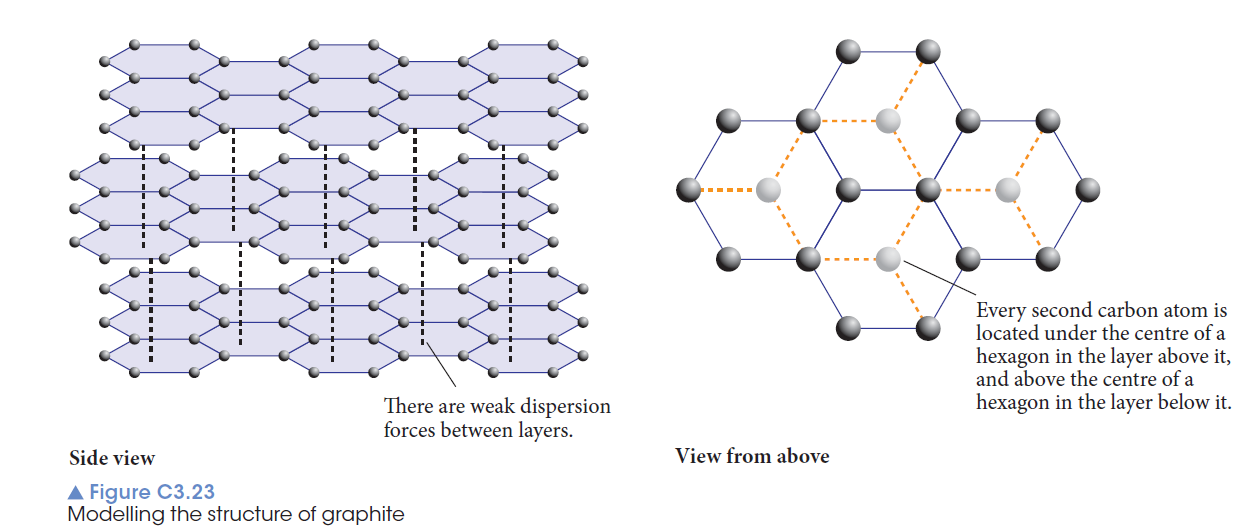 There are weak dispersion
forces between layers.
Side view
▲ Figure C3.23
Modelling the structure of graphite
Every second carbon atom is
located under the centre of a
hexagon in the layer above it,
and above the centre of a
hexagon in the layer below it.
View from above